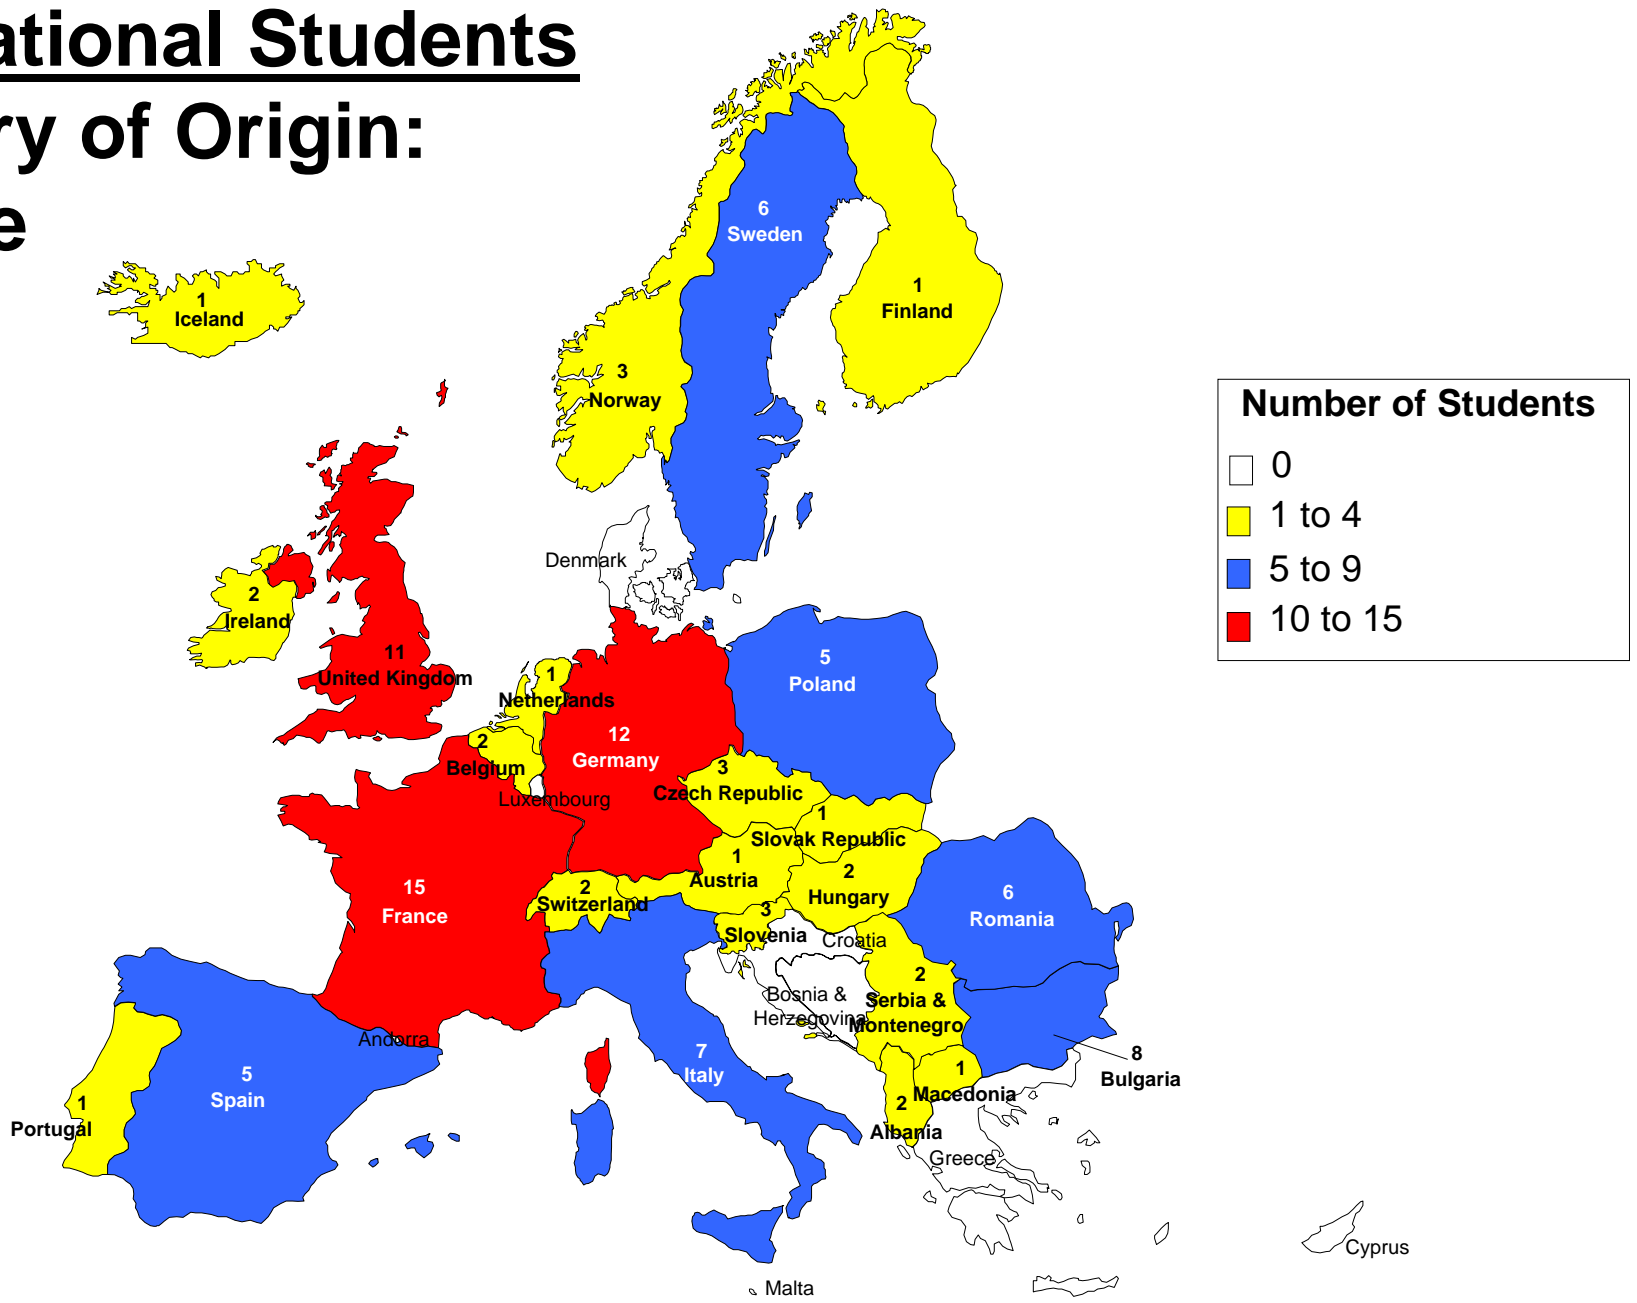 ational Students
ry of Origin:
e
6
Sweden
1
Finland
1
Iceland
3
Norway
Number of Students
0
1 to 4
5 to 9
10 to 15
Denmark
2
Ireland
11
United Kingdom
5
Poland
1
Netherlands
12
Germany
2
Belgium
Luxembourg
3
Czech Republic
1
Slovak Republic
1
Austria
2
Hungary
15
France
2
Switzerland
3
Slovenia
Croatia
6
Romania
2
Serbia &
Montenegro
Bosnia &
Herzegovina
Andorra
7
Italy
8
Bulgaria
5
Spain
1
Portugal
1
Macedonia
2
Albania
Greece
Cyprus
Malta